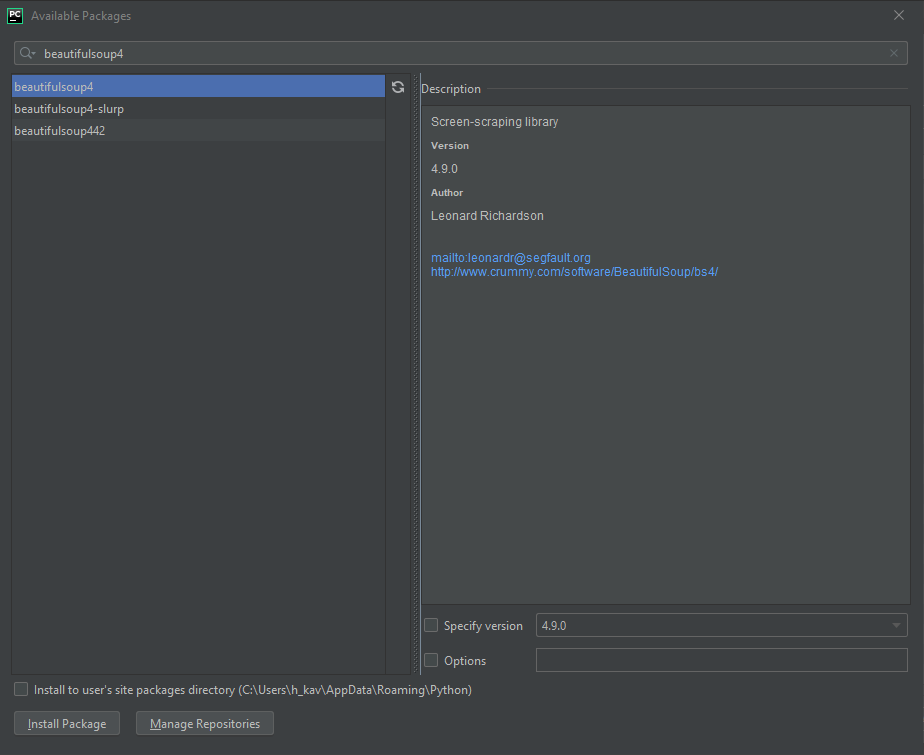 PC
Available Packages
beautifulsoup4
beautifulsoup4
beautifulsoup4-slurp
beautifulsoup442
Description
Screen-scraping library
Version
4.9.0
Author
Leonard Richardson
mailto:leonardr@segfault.org
http://www.crummy.com/software/BeautifulSoup/bs4/
Specify version
4.9.0
Options
Install to user's site packages directory (C:\Users\h_kav\AppData\Roaming\Python)
Install Package
Manage Repositories